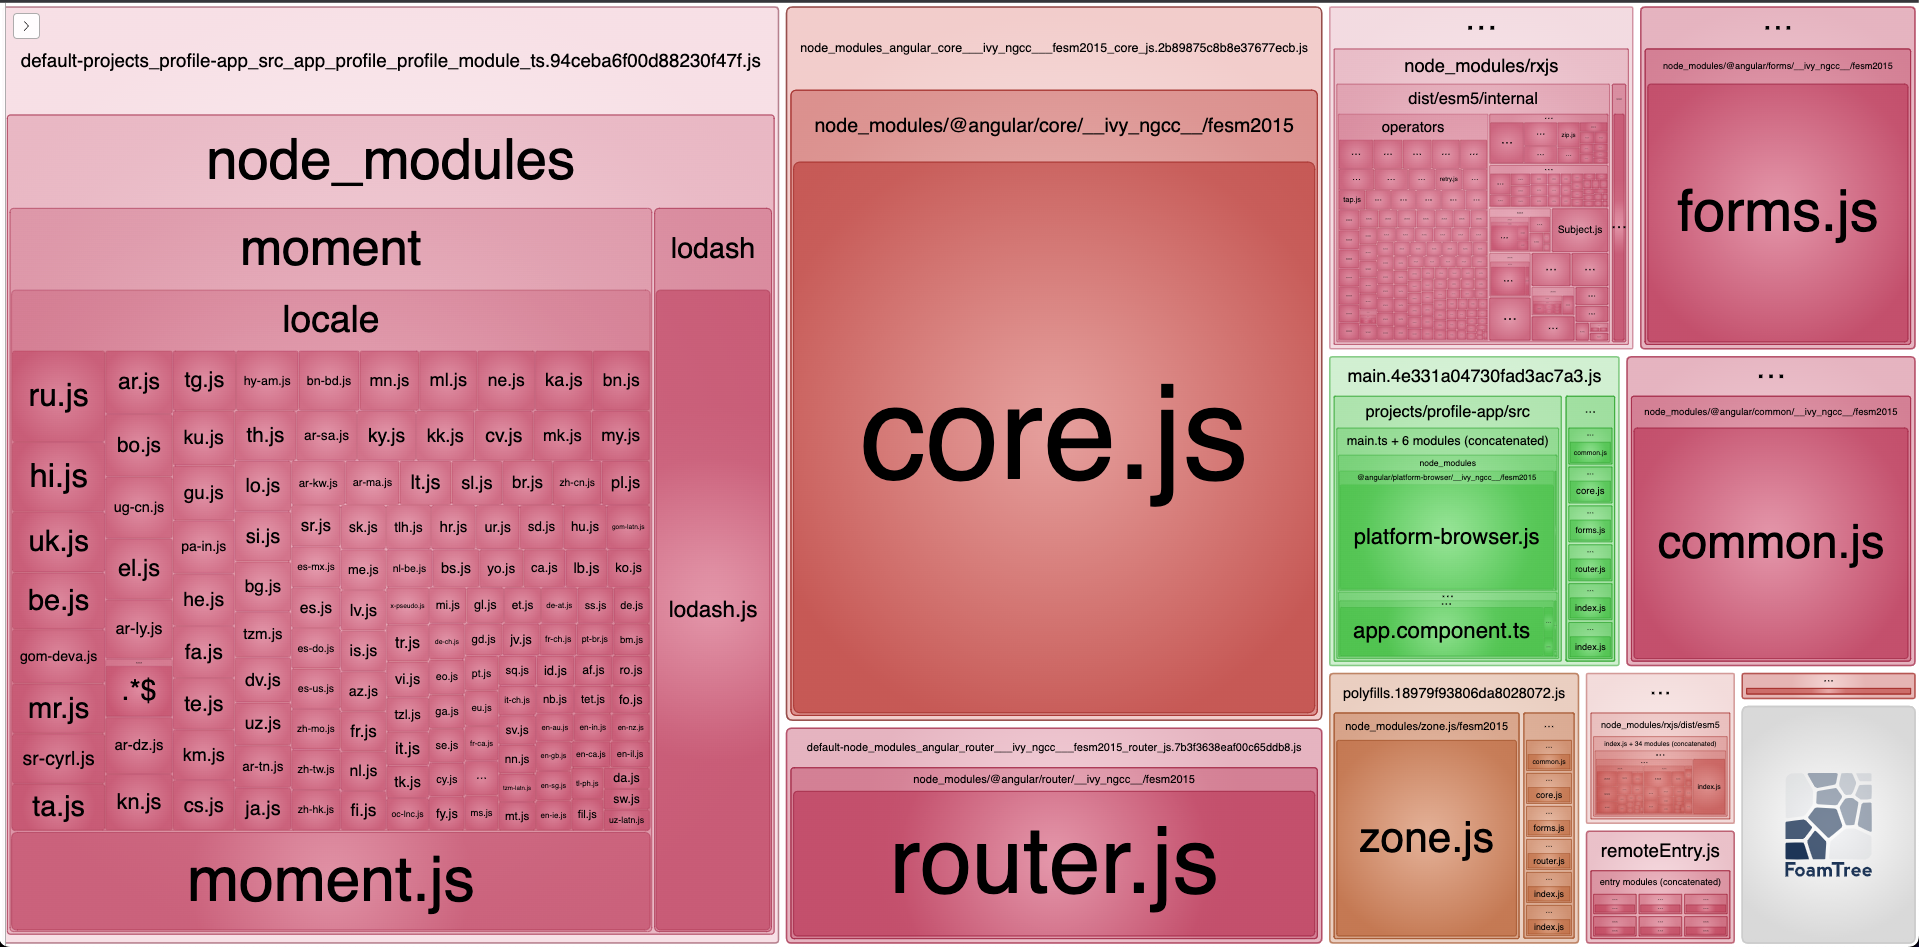 default-projects_profile-app_src_app_profile_profile_module_ts.94ceba6f00d88230f47f.js
node_modules
moment
lodash
locale
ru.js
hi.js
uk.js
be.js
gom-deva.js
mr.js
sr-cyrl.js
ta.js
ar.js
bo.js
ug-cn.js
el.js
ar-ly.js
...
.*$
ar-dz.js
kn.js
tg.js
ku.js
gu.js
pa-in.js
he.js
fa.js
te.js
km.js
cs.js
hy-am.js bn-bd.js mn.js ml.js ne.js ka.js bn.js
th.js ar-sa.js ky.js kk.js cv.js mk.js my.js
lo.js ar-kw.js ar-ma.js lt.js sl.js br.js zh-cn.js pl.js
si.js
bg.js
tzm.js
dv.js
uz.js
ar-tn.js
ja.js
sr.js sk.js tlh.js hr.js ur.js sd.js hu.js gom-latn.js
es-mx.js me.js nl-be.js bs.js yo.js ca.js lb.js ko.js
es.js
es-do.js
es-us.js
zh-mo.js
zh-tw.js
zh-hk.js
lv.js
is.js
az.js
fr.js
nl.js
fi.js
x-pseudo.js mi.js gl.js et.js de-at.js ss.js de.js
tr.js
vi.js
tzl.js
it.js
tk.js
oc-lnc.js
de-ch.js gd.js jv.js fr-ch.js pt-br.js bm.js
eo.js
ga.js
se.js
cy.js
fy.js
pt.js
eu.js
fr-ca.js
...
ms.js
sq.js id.js af.js ro.js
it-ch.js nb.js tet.js fo.js
sv.js en-au.js en-in.js en-nz.js
nn.js en-gb.js en-ca.js en-il.js
tzm-latn.js en-sg.js tl-ph.js da.js
sw.js
mt.js en-ie.js fil.js uz-latn.js
moment.js
lodash.js
node_modules_angular_core___ivy_ngcc___fesm2015_core_js.2b89875c8b8e37677ecb.js
node_modules/@angular/core/__ivy_ngcc__/fesm2015
core.js
default-node_modules_angular_router___ivy_ngcc___fesm2015_router_js.7b3f3638eaf00c65ddb8.js
node_modules/@angular/router/__ivy_ngcc__/fesm2015
router.js
...
node_modules/rxjs
dist/esm5/internal
operators
retry.js
tap.js
zip.js
Subject.js
...
node_modules/@angular/forms/__ivy_ngcc__/fesm2015
forms.js
main.4e331a04730fad3ac7a3.js
projects/profile-app/src
main.ts + 6 modules (concatenated)
node_modules
@angular/platform-browser/__ivy_ngcc__/fesm2015
platform-browser.js
...
...
app.component.ts
...
...
common.js
...
core.js
...
forms.js
...
router.js
...
index.js
...
index.js
...
node_modules/@angular/common/__ivy_ngcc__/fesm2015
common.js
polyfills.18979f93806da8028072.js
node_modules/zone.js/fesm2015
zone.js
...
...
common.js
...
core.js
...
forms.js
...
router.js
...
index.js
...
index.js
...
node_modules/rxjs/dist/esm5
index.js + 34 modules (concatenated)
...
...
index.js
remoteEntry.js
entry modules (concatenated)
... ... ...
... ... ...
...
FoamTree